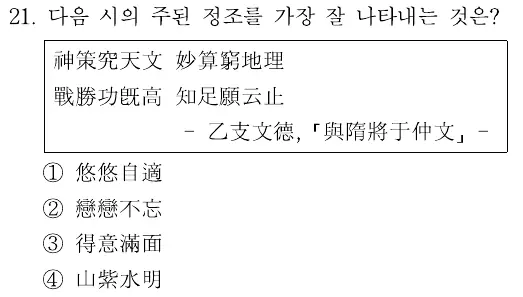 21. 다음 시의 주된 정조를 가장 잘 나타내는 것은?
神策究天文 妙算窮地理
戰勝功旣高 知足願云止
- 乙支文德,「與隋將于仲文」-
① 悠悠自適
② 戀戀不忘
③ 得意滿面
④ 山紫水明